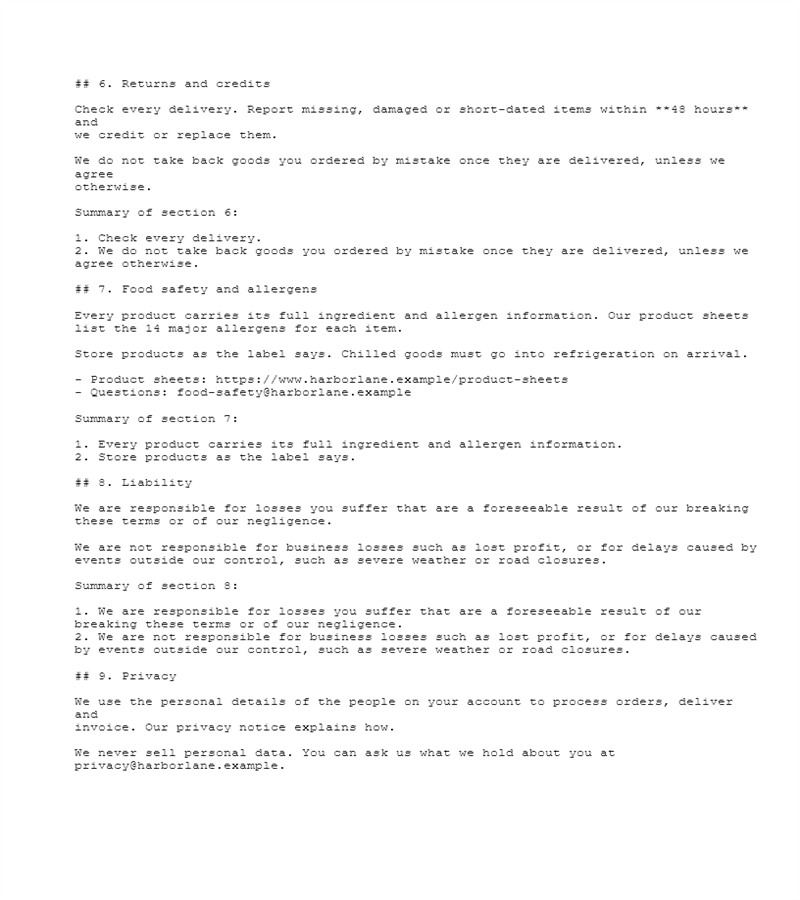 ## 6. Returns and credits
Check every delivery. Report missing, damaged or short-dated items within **48 hours**
and
we credit or replace them.
We do not take back goods you ordered by mistake once they are delivered, unless we
agree
otherwise.
Summary of section 6:
1. Check every delivery.
2. We do not take back goods you ordered by mistake once they are delivered, unless we
agree otherwise.
## 7. Food safety and allergens
Every product carries its full ingredient and allergen information. Our product sheets
list the 14 major allergens for each item.
Store products as the label says. Chilled goods must go into refrigeration on arrival.
- Product sheets: https://www.harborlane.example/product-sheets
- Questions: food-safety@harborlane.example
Summary of section 7:
1. Every product carries its full ingredient and allergen information.
2. Store products as the label says.
## 8. Liability
We are responsible for losses you suffer that are a foreseeable result of our breaking
these terms or of our negligence.
We are not responsible for business losses such as lost profit, or for delays caused by
events outside our control, such as severe weather or road closures.
Summary of section 8:
1. We are responsible for losses you suffer that are a foreseeable result of our
breaking these terms or of our negligence.
2. We are not responsible for business losses such as lost profit, or for delays caused
by events outside our control, such as severe weather or road closures.
## 9. Privacy
We use the personal details of the people on your account to process orders, deliver
and
invoice. Our privacy notice explains how.
We never sell personal data. You can ask us what we hold about you at
privacy@harborlane.example.